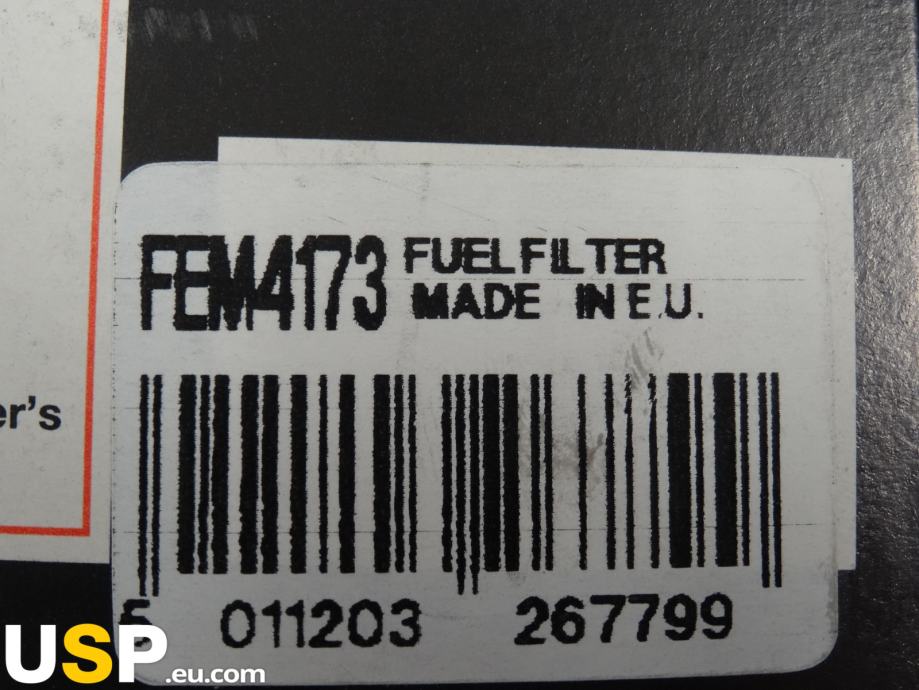 er's
FEM4173 FUEL FILTER
MADE IN E.U.
5 011203 267799
USP.eu.com